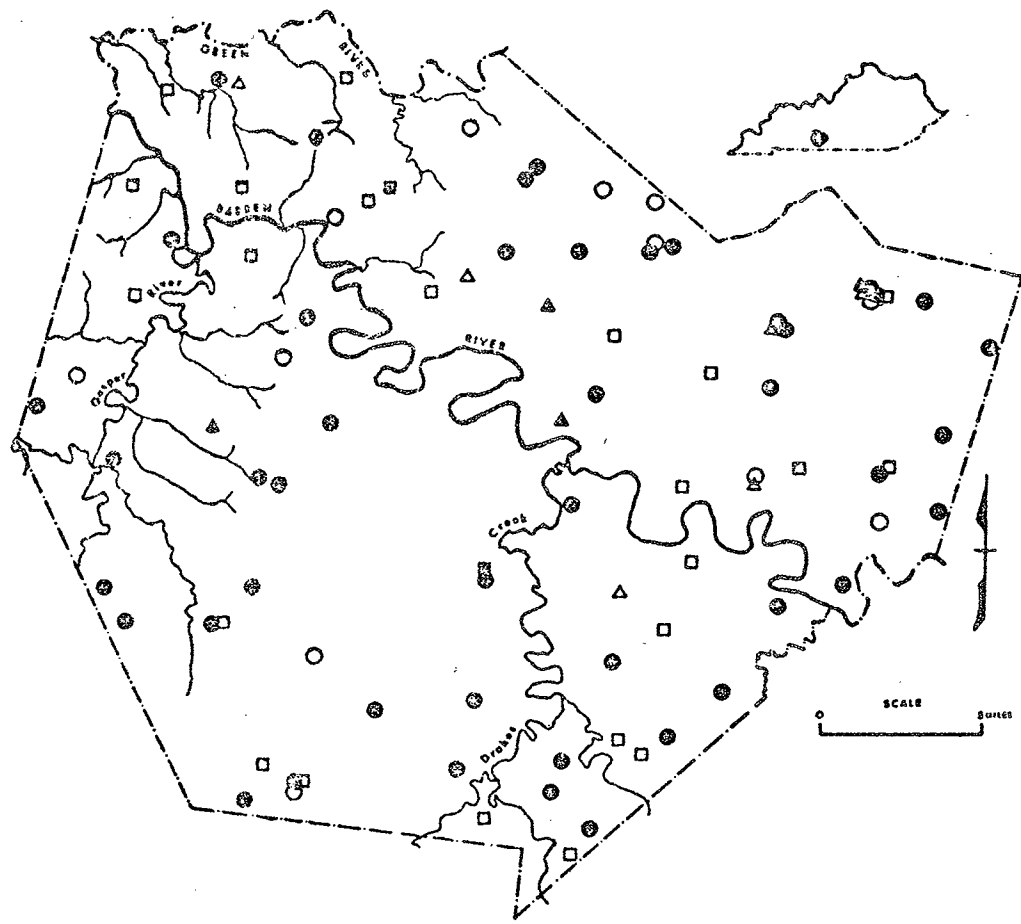 GREEN
RIVER
BARREN
River
RIVER
Gasper
Creek
Drakes
SCALE
0
5 MILES